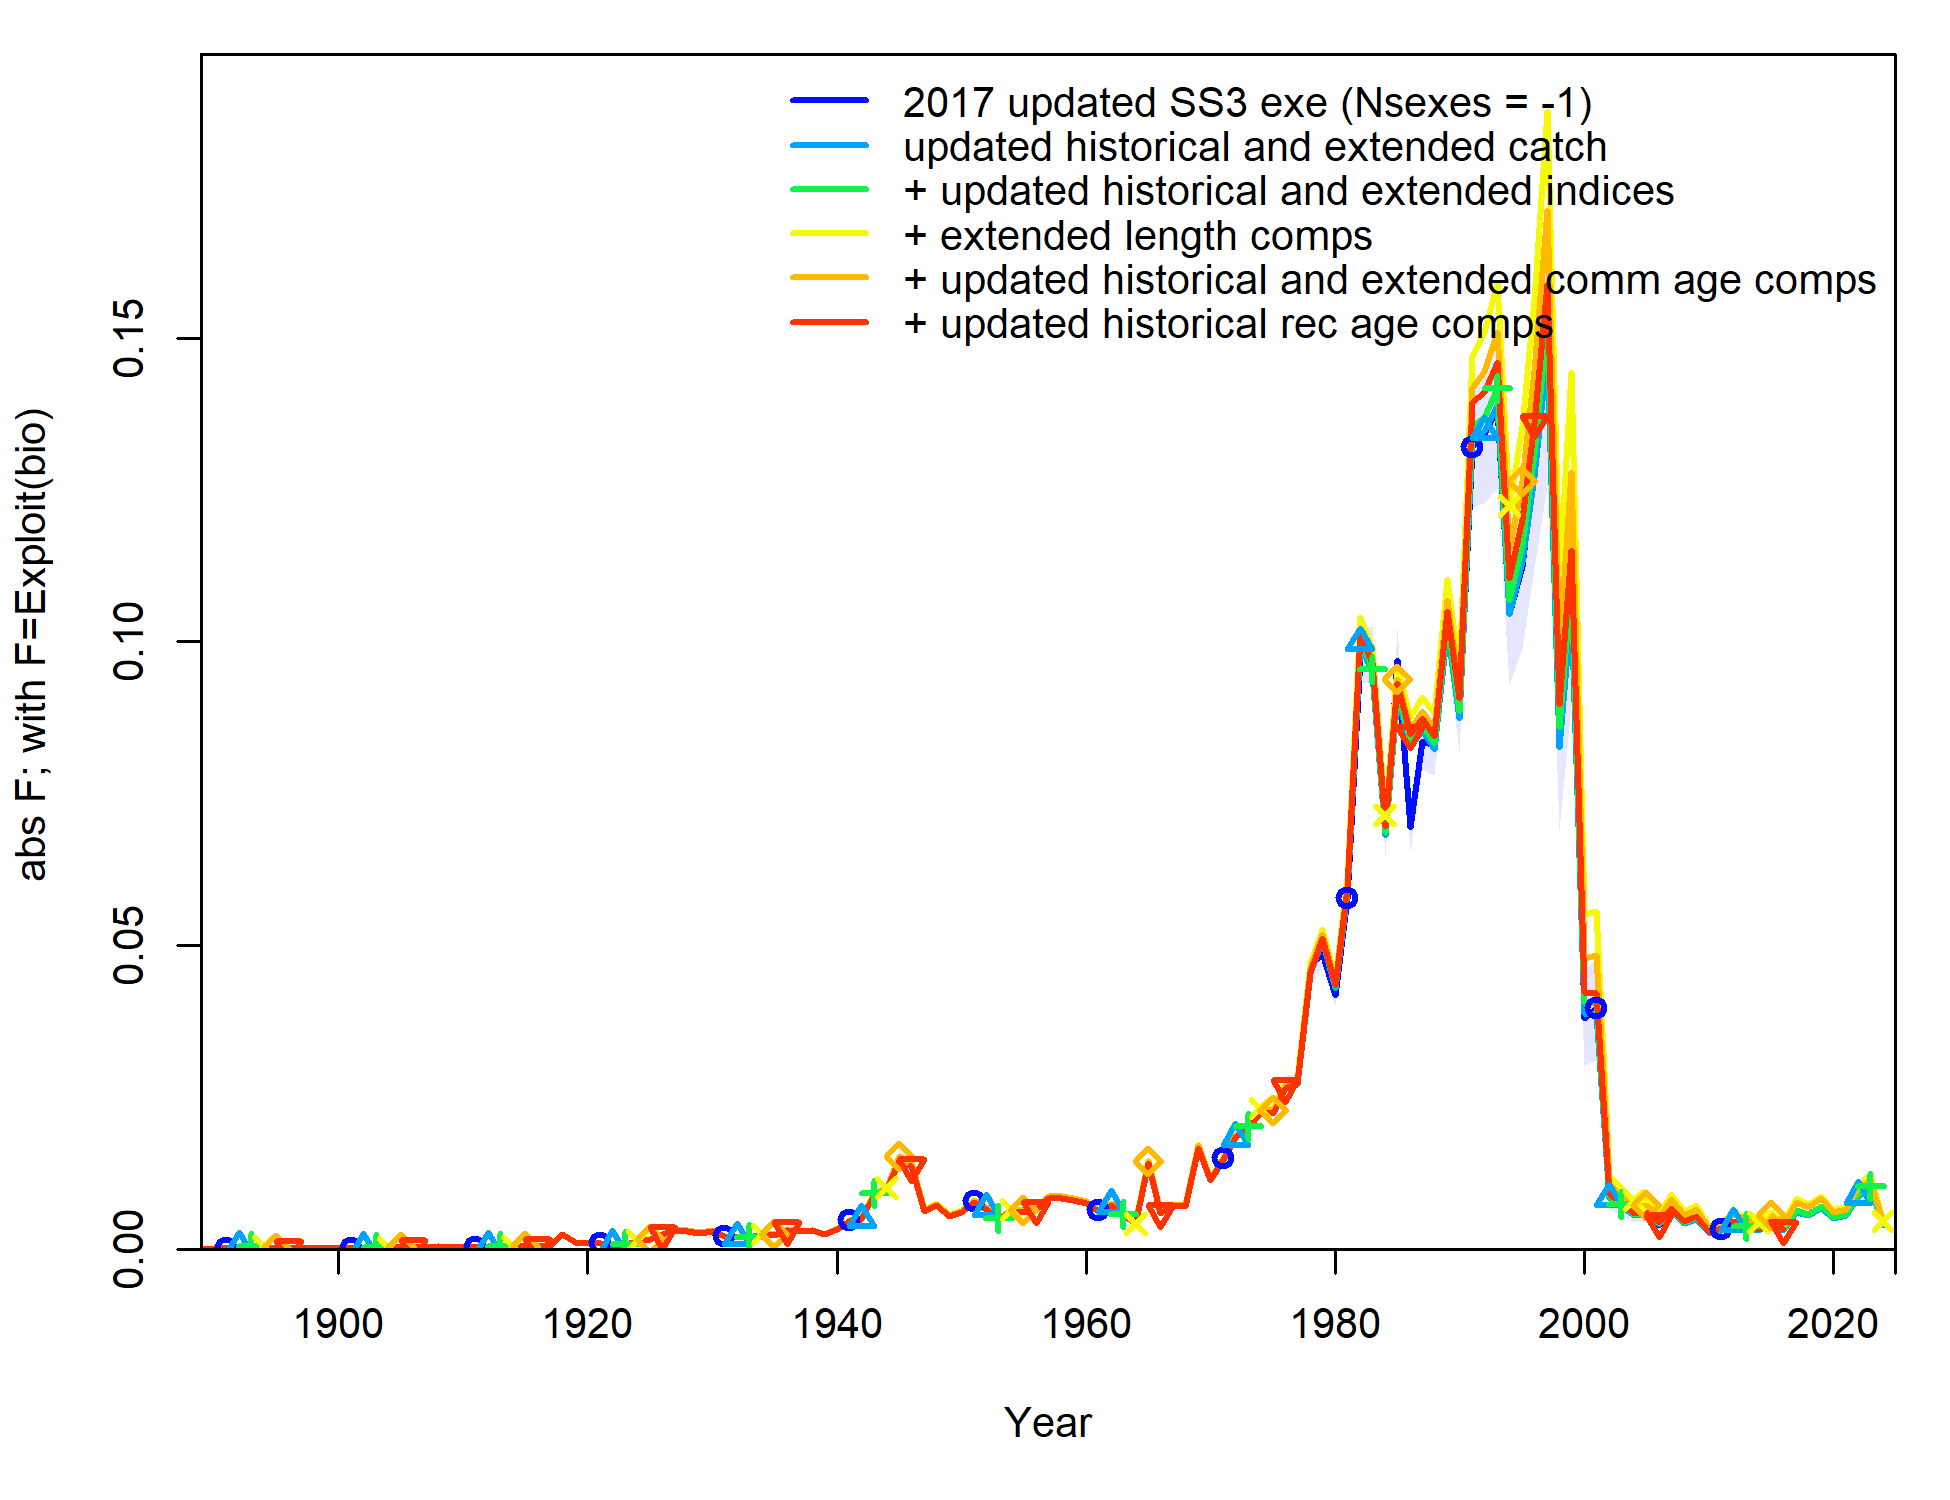 2017 updated SS3 exe (Nsexes = -1)
updated historical and extended catch
+ updated historical and extended indices
+ extended length comps
+ updated historical and extended comm age comps
+ updated historical rec age comps
abs F; with F=Exploit(bio)
0.15
0.10
0.05
0.00
1900 1920 1940 1960 1980 2000 2020
Year